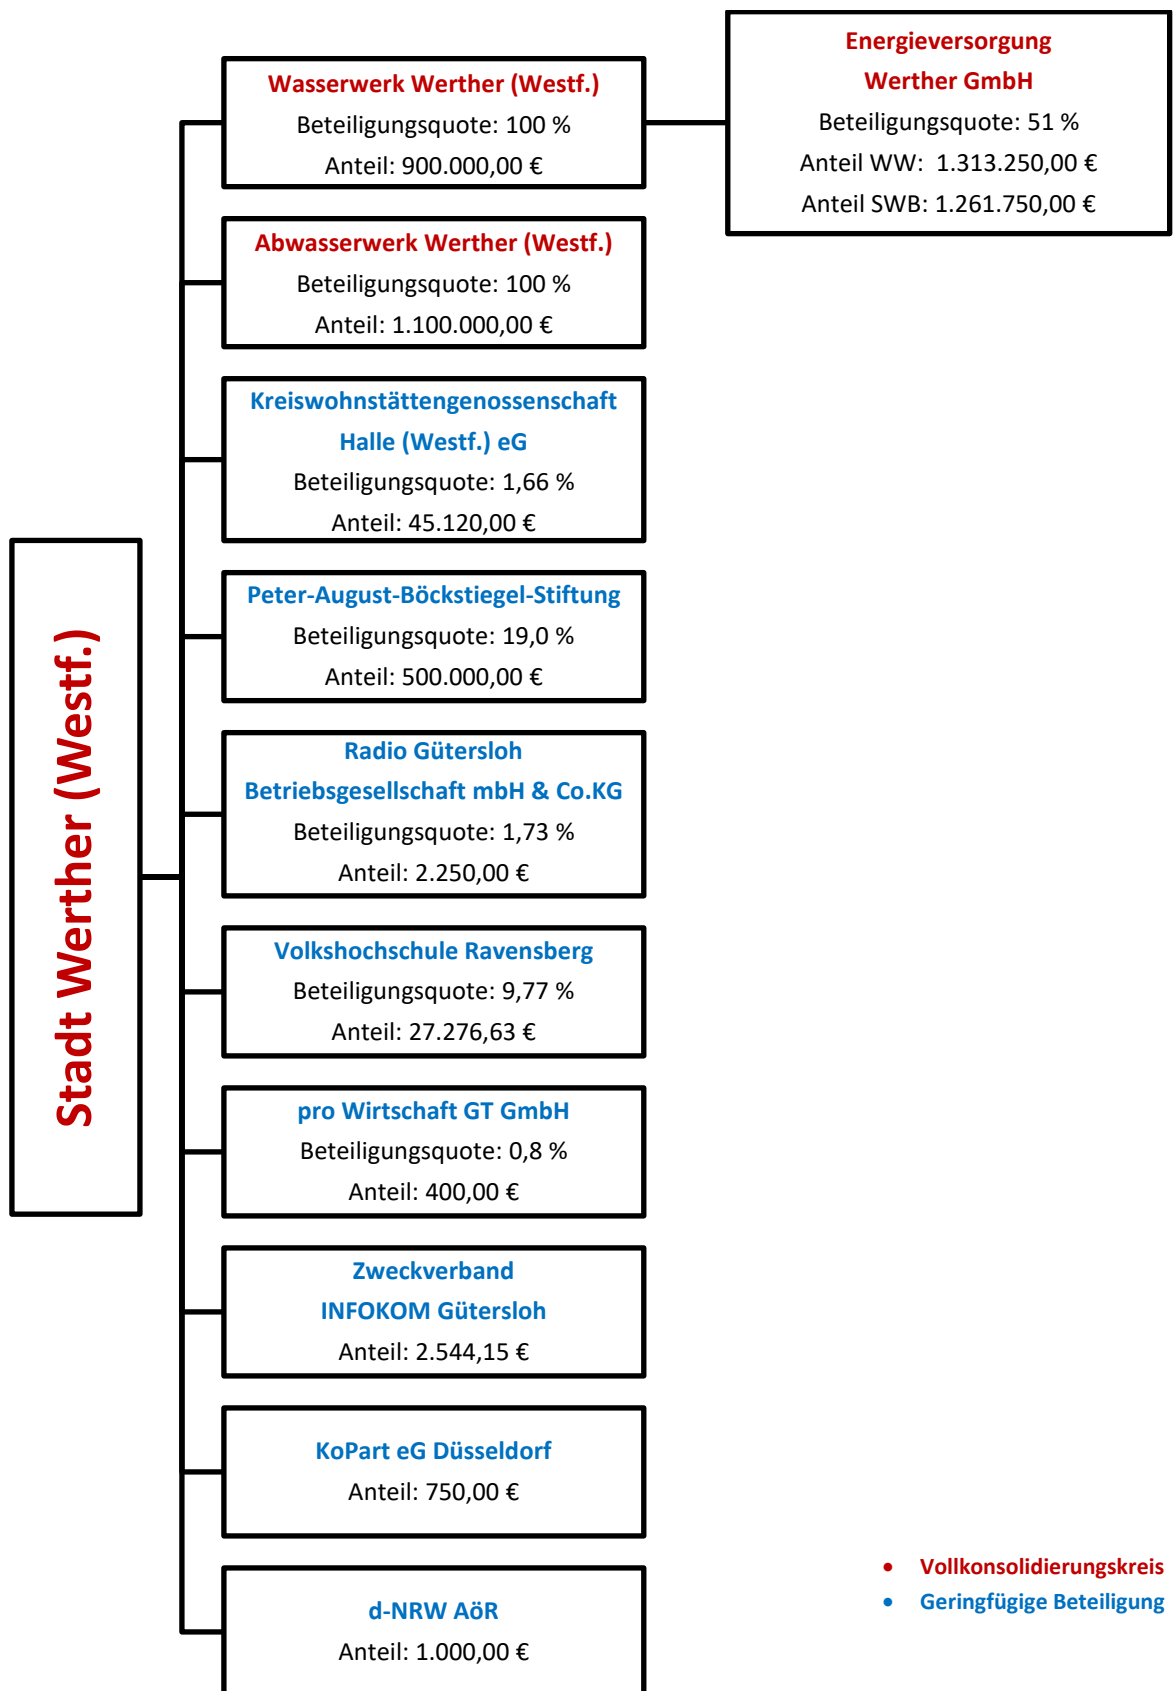 Stadt Werther (Westf.)
Wasserwerk Werther (Westf.)
Beteiligungsquote: 100 %
Anteil: 900.000,00 €
Energieversorgung
Werther GmbH
Beteiligungsquote: 51 %
Anteil WW: 1.313.250,00 €
Anteil SWB: 1.261.750,00 €
Abwasserwerk Werther (Westf.)
Beteiligungsquote: 100 %
Anteil: 1.100.000,00 €
Kreiswohnstättengenossenschaft
Halle (Westf.) eG
Beteiligungsquote: 1,66 %
Anteil: 45.120,00 €
Peter-August-Böckstiegel-Stiftung
Beteiligungsquote: 19,0 %
Anteil: 500.000,00 €
Radio Gütersloh
Betriebsgesellschaft mbH & Co.KG
Beteiligungsquote: 1,73 %
Anteil: 2.250,00 €
Volkshochschule Ravensberg
Beteiligungsquote: 9,77 %
Anteil: 27.276,63 €
pro Wirtschaft GT GmbH
Beteiligungsquote: 0,8 %
Anteil: 400,00 €
Zweckverband
INFOKOM Gütersloh
Anteil: 2.544,15 €
KoPart eG Düsseldorf
Anteil: 750,00 €
d-NRW AöR
Anteil: 1.000,00 €
• Vollkonsolidierungskreis
• Geringfügige Beteiligung